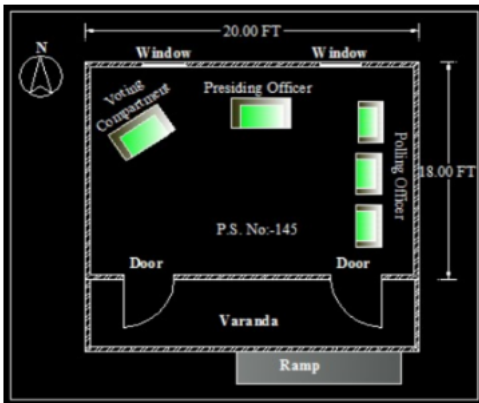 20.00 FT
N
Window
Window
Voting
Compartment
Presiding Officer
Polling Officer
18.00 FT
P.S. No:-145
Door
Door
Varanda
Ramp